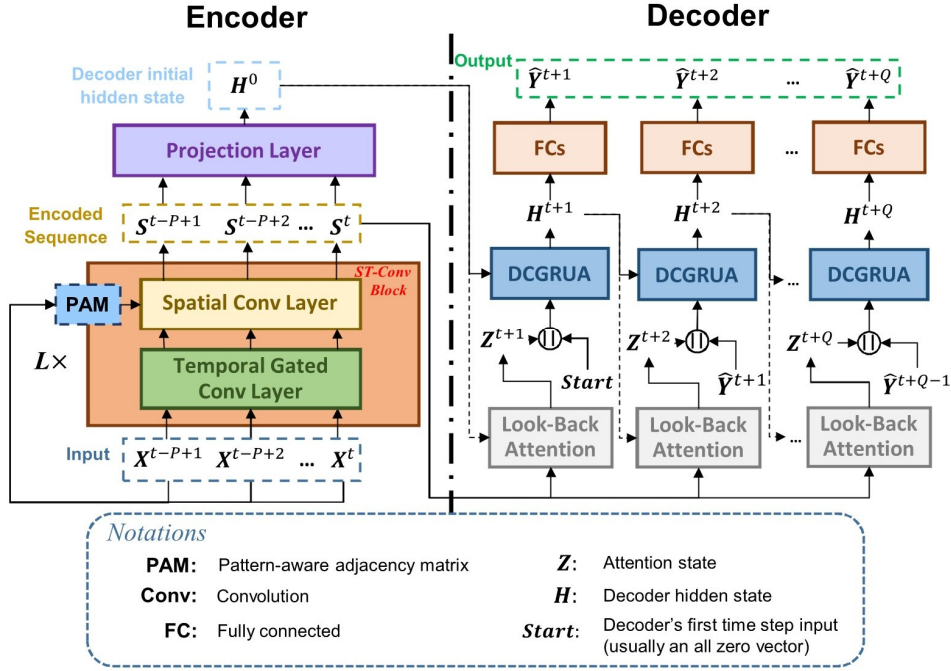 Encoder
Decoder
Decoder initial
hidden state
H^0
Output
Ŷ^{t+1} Ŷ^{t+2} ... Ŷ^{t+Q}
Projection Layer
FCs FCs ... FCs
Encoded
Sequence
S^{t-P+1} S^{t-P+2} ... S^t
H^{t+1} H^{t+2} H^{t+Q}
ST-Conv
Block
PAM
Spatial Conv Layer
DCGRUA DCGRUA ... DCGRUA
L×
Temporal Gated
Conv Layer
Z^{t+1} || Z^{t+2} || Z^{t+Q} ||
Start Ŷ^{t+1} Ŷ^{t+Q-1}
Input
X^{t-P+1} X^{t-P+2} ... X^t
Look-Back
Attention
Look-Back
Attention
...
Look-Back
Attention
Notations
PAM: Pattern-aware adjacency matrix
Conv: Convolution
FC: Fully connected
Z: Attention state
H: Decoder hidden state
Start: Decoder's first time step input
(usually an all zero vector)